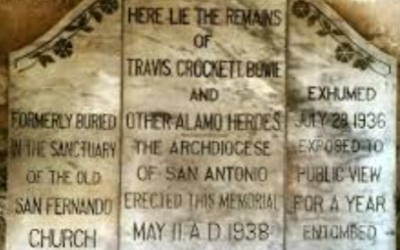 HERE LIE THE REMAINS
OF
TRAVIS, CROCKETT, BOWIE
AND
OTHER ALAMO HEROES
THE ARCHDIOCESE
OF SAN ANTONIO
ERECTED THIS MEMORIAL
MAY 11. A.D. 1938
FORMERLY BURIED
IN THE SANCTUARY
OF THE OLD
SAN FERNANDO
CHURCH
EXHUMED
JULY 28, 1936
EXPOSED TO
PUBLIC VIEW
FOR A YEAR
ENTOMBED